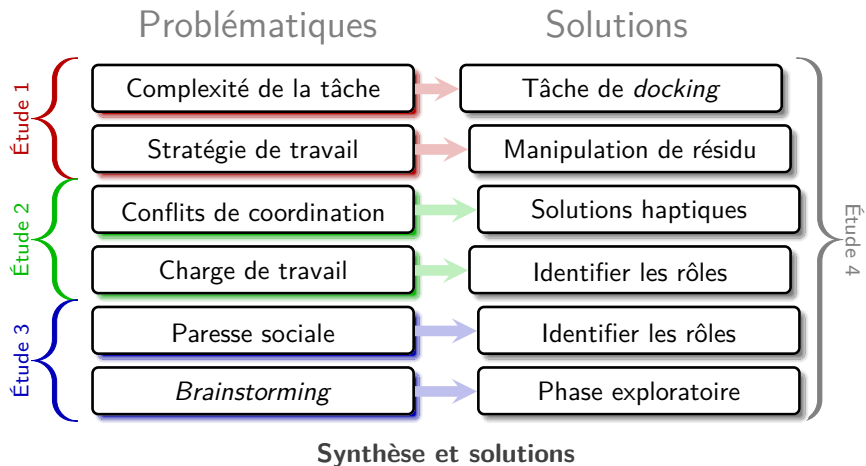 Problématiques
Solutions
Étude 1
Complexité de la tâche
Tâche de docking
Stratégie de travail
Manipulation de résidu
Étude 2
Conflits de coordination
Solutions haptiques
Charge de travail
Identifier les rôles
Étude 3
Paresse sociale
Identifier les rôles
Brainstorming
Phase exploratoire
Étude 4
Synthèse et solutions